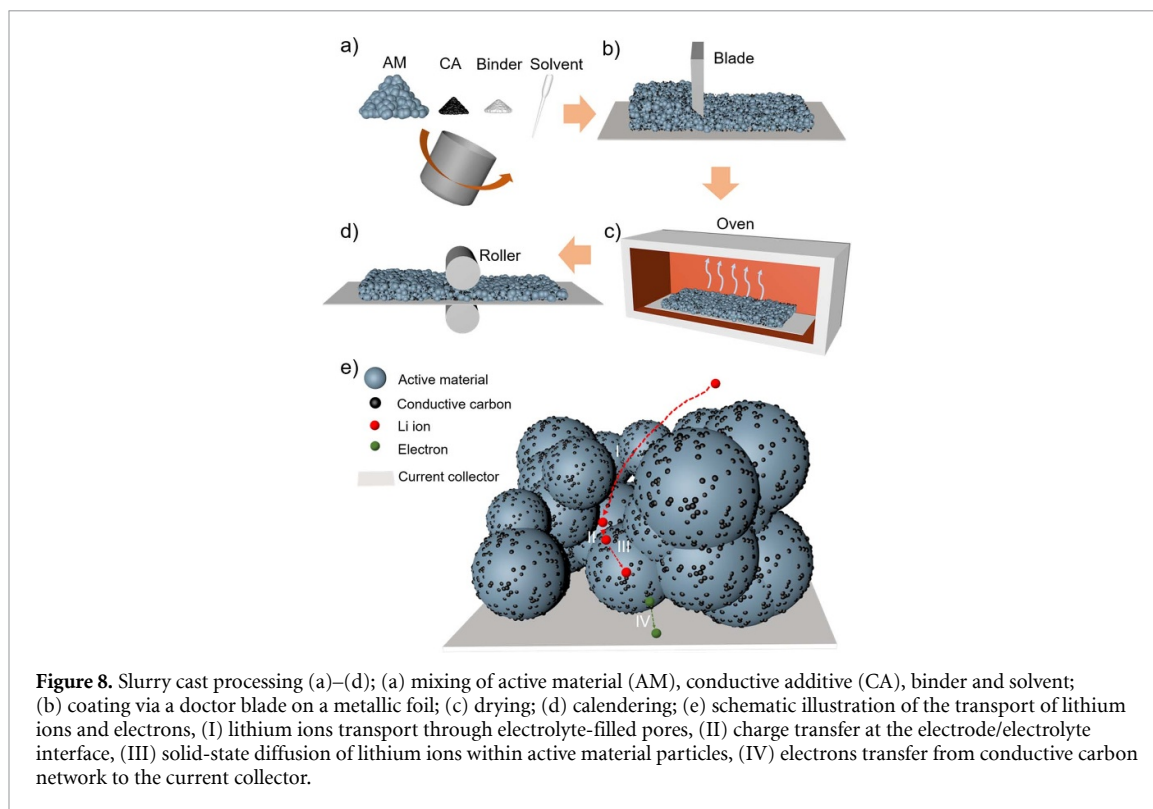 a)
AM CA Binder Solvent
b)
Blade
c)
Oven
d)
Roller
e)
Active material
Conductive carbon
Li ion
Electron
Current collector
I
II
III
IV
Figure 8. Slurry cast processing (a)–(d); (a) mixing of active material (AM), conductive additive (CA), binder and solvent;
(b) coating via a doctor blade on a metallic foil; (c) drying; (d) calendering; (e) schematic illustration of the transport of lithium
ions and electrons, (I) lithium ions transport through electrolyte-filled pores, (II) charge transfer at the electrode/electrolyte
interface, (III) solid-state diffusion of lithium ions within active material particles, (IV) electrons transfer from conductive carbon
network to the current collector.